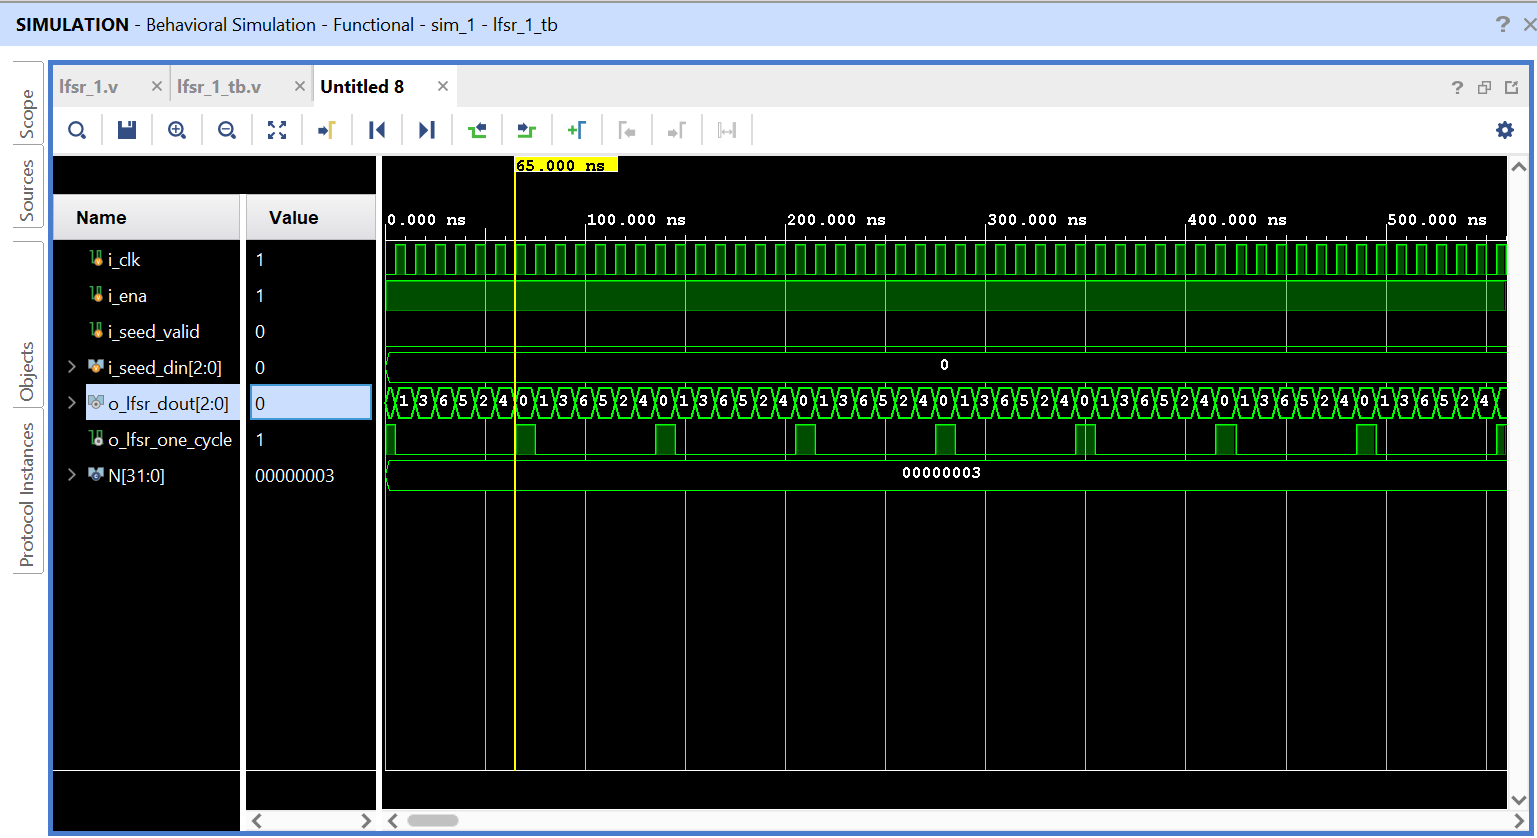 SIMULATION - Behavioral Simulation - Functional - sim_1 - lfsr_1_tb
Scope
Sources
Objects
Protocol Instances
lfsr_1.v
lfsr_1_tb.v
Untitled 8
65.000 ns
Name Value
0.000 ns 100.000 ns 200.000 ns 300.000 ns 400.000 ns 500.000 ns
i_clk 1
i_ena 1
i_seed_valid 0
i_seed_din[2:0] 0 0
o_lfsr_dout[2:0] 0 1 3 6 5 2 4 0 1 3 6 5 2 4 0 1 3 6 5 2 4 0 1 3 6 5 2 4 0 1 3 6 5 2 4 0 1 3 6 5 2 4 0 1 3 6 5 2 4 0 1 3 6 5 2 4
o_lfsr_one_cycle 1
N[31:0] 00000003 00000003